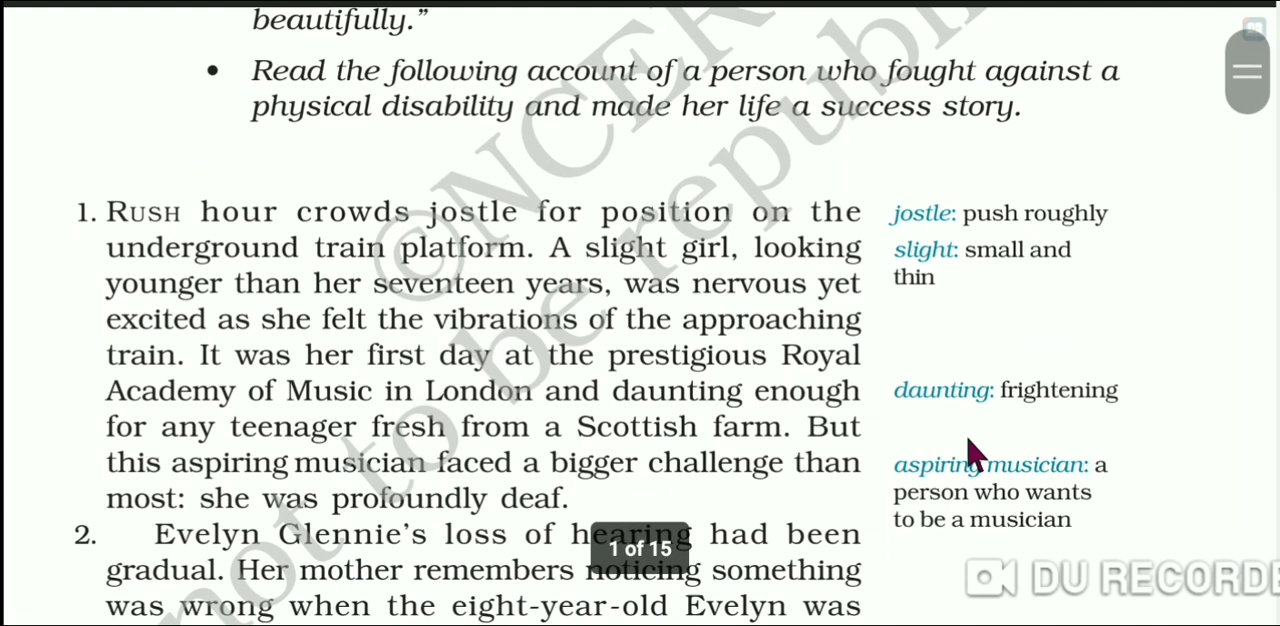 beautifully.”
• Read the following account of a person who fought against a
physical disability and made her life a success story.
1. RUSH hour crowds jostle for position on the
underground train platform. A slight girl, looking
younger than her seventeen years, was nervous yet
excited as she felt the vibrations of the approaching
train. It was her first day at the prestigious Royal
Academy of Music in London and daunting enough
for any teenager fresh from a Scottish farm. But
this aspiring musician faced a bigger challenge than
most: she was profoundly deaf.
2. Evelyn Glennie’s loss of hearing had been
gradual. Her mother remembers noticing something
was wrong when the eight-year-old Evelyn was
jostle: push roughly
slight: small and
thin
daunting: frightening
aspiring musician: a
person who wants
to be a musician
1 of 15
©NCER
not to be republi
DU RECORDE